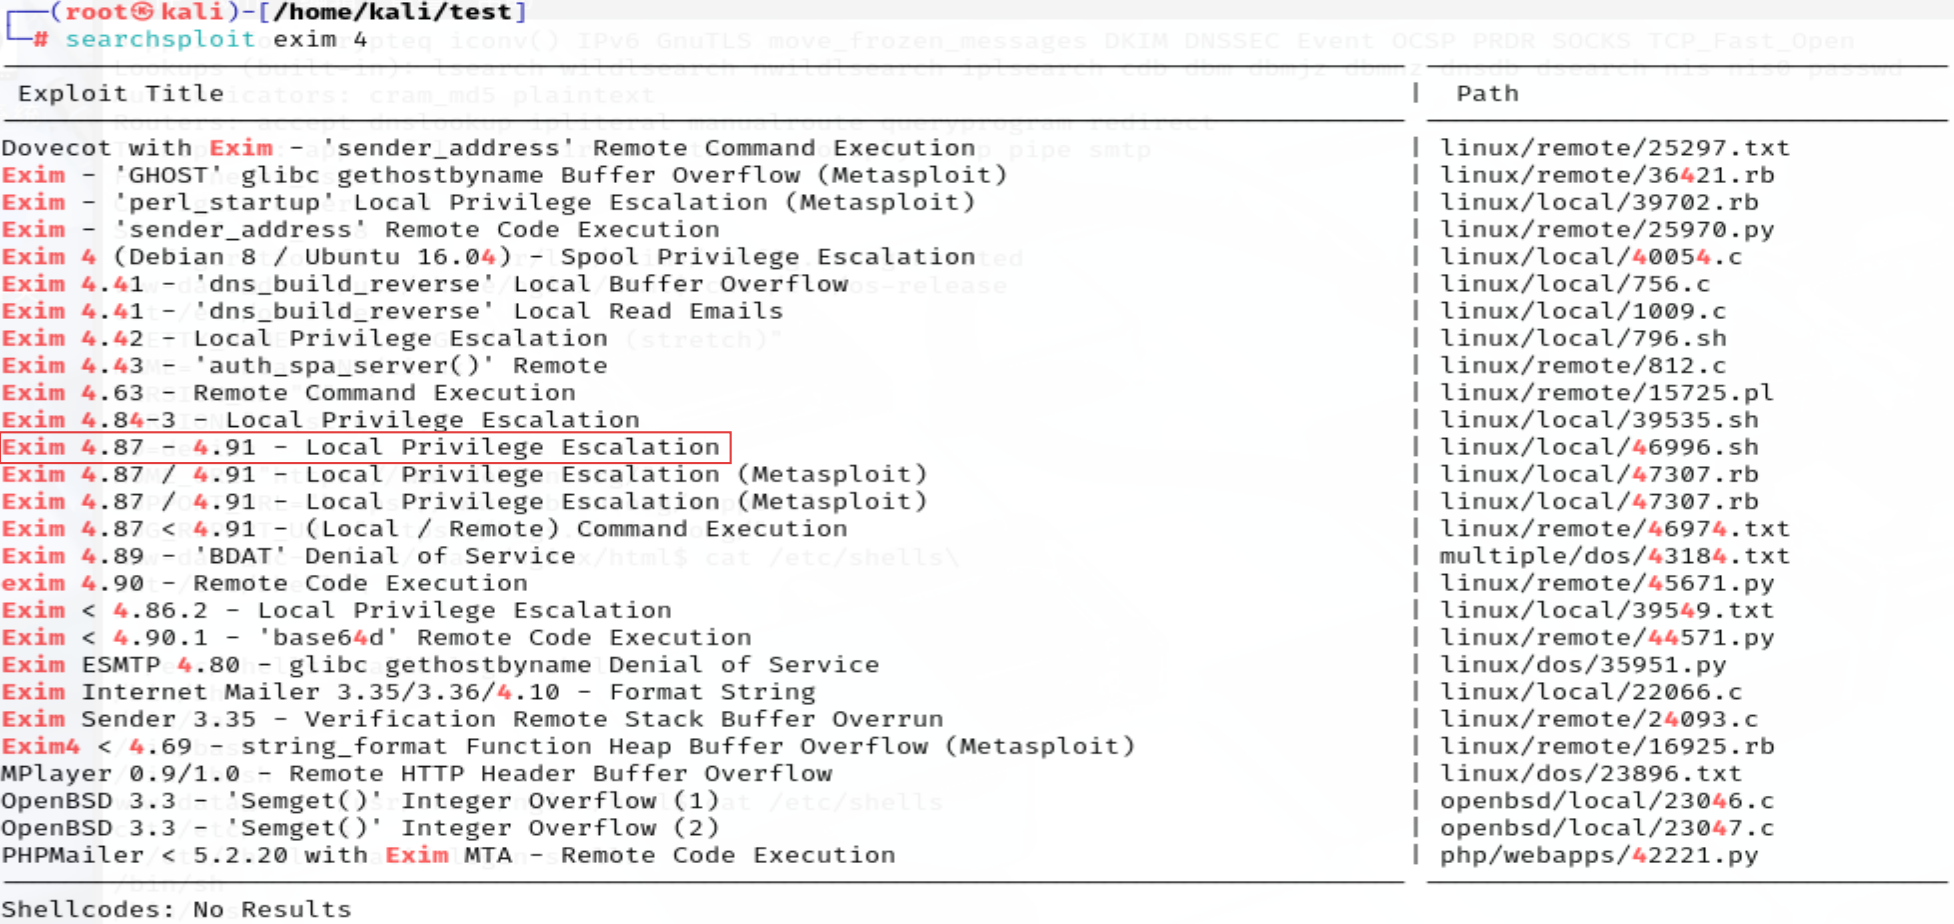 (root㉿kali)-[/home/kali/test]
# searchsploit exim 4
Exploit Title | Path
Dovecot with Exim - 'sender_address' Remote Command Execution | linux/remote/25297.txt
Exim - 'GHOST' glibc gethostbyname Buffer Overflow (Metasploit) | linux/remote/36421.rb
Exim - 'perl_startup' Local Privilege Escalation (Metasploit) | linux/local/39702.rb
Exim - 'sender_address' Remote Code Execution | linux/remote/25970.py
Exim 4 (Debian 8 / Ubuntu 16.04) - Spool Privilege Escalation | linux/local/40054.c
Exim 4.41 - 'dns_build_reverse' Local Buffer Overflow | linux/local/756.c
Exim 4.41 - 'dns_build_reverse' Local Read Emails | linux/local/1009.c
Exim 4.42 - Local Privilege Escalation | linux/local/796.sh
Exim 4.43 - 'auth_spa_server()' Remote | linux/remote/812.c
Exim 4.63 - Remote Command Execution | linux/remote/15725.pl
Exim 4.84-3 - Local Privilege Escalation | linux/local/39535.sh
Exim 4.87 - 4.91 - Local Privilege Escalation | linux/local/46996.sh
Exim 4.87 / 4.91 - Local Privilege Escalation (Metasploit) | linux/local/47307.rb
Exim 4.87 / 4.91 - Local Privilege Escalation (Metasploit) | linux/local/47307.rb
Exim 4.87 < 4.91 - (Local / Remote) Command Execution | linux/remote/46974.txt
Exim 4.89 - 'BDAT' Denial of Service | multiple/dos/43184.txt
exim 4.90 - Remote Code Execution | linux/remote/45671.py
Exim < 4.86.2 - Local Privilege Escalation | linux/local/39549.txt
Exim < 4.90.1 - 'base64d' Remote Code Execution | linux/remote/44571.py
Exim ESMTP 4.80 - glibc gethostbyname Denial of Service | linux/dos/35951.py
Exim Internet Mailer 3.35/3.36/4.10 - Format String | linux/local/22066.c
Exim Sender 3.35 - Verification Remote Stack Buffer Overrun | linux/remote/24093.c
Exim4 < 4.69 - string_format Function Heap Buffer Overflow (Metasploit) | linux/remote/16925.rb
MPlayer 0.9/1.0 - Remote HTTP Header Buffer Overflow | linux/dos/23896.txt
OpenBSD 3.3 - 'Semget()' Integer Overflow (1) | openbsd/local/23046.c
OpenBSD 3.3 - 'Semget()' Integer Overflow (2) | openbsd/local/23047.c
PHPMailer < 5.2.20 with Exim MTA - Remote Code Execution | php/webapps/42221.py
Shellcodes: No Results